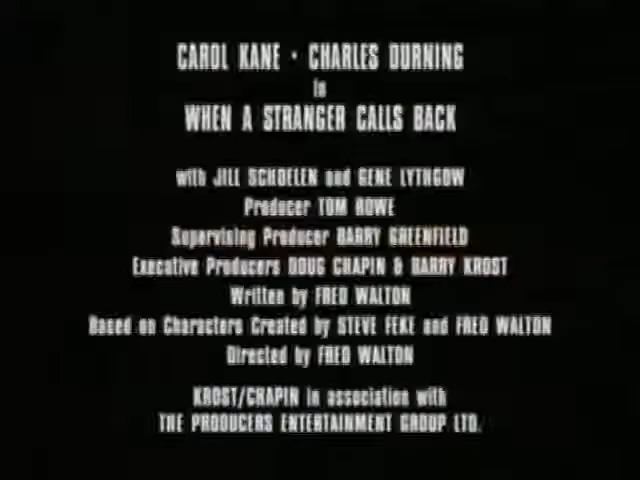 CAROL KANE • CHARLES DURNING
in
WHEN A STRANGER CALLS BACK
with JILL SCHOELEN and GENE LYTHGOW
Producer TOM ROWE
Supervising Producer BARRY GREENFIELD
Executive Producers DOUG CHAPIN & BARRY KROST
Written by FRED WALTON
Based on Characters Created by STEVE FEKE and FRED WALTON
Directed by FRED WALTON
KROST/CHAPIN in association with
THE PRODUCERS ENTERTAINMENT GROUP LTD.